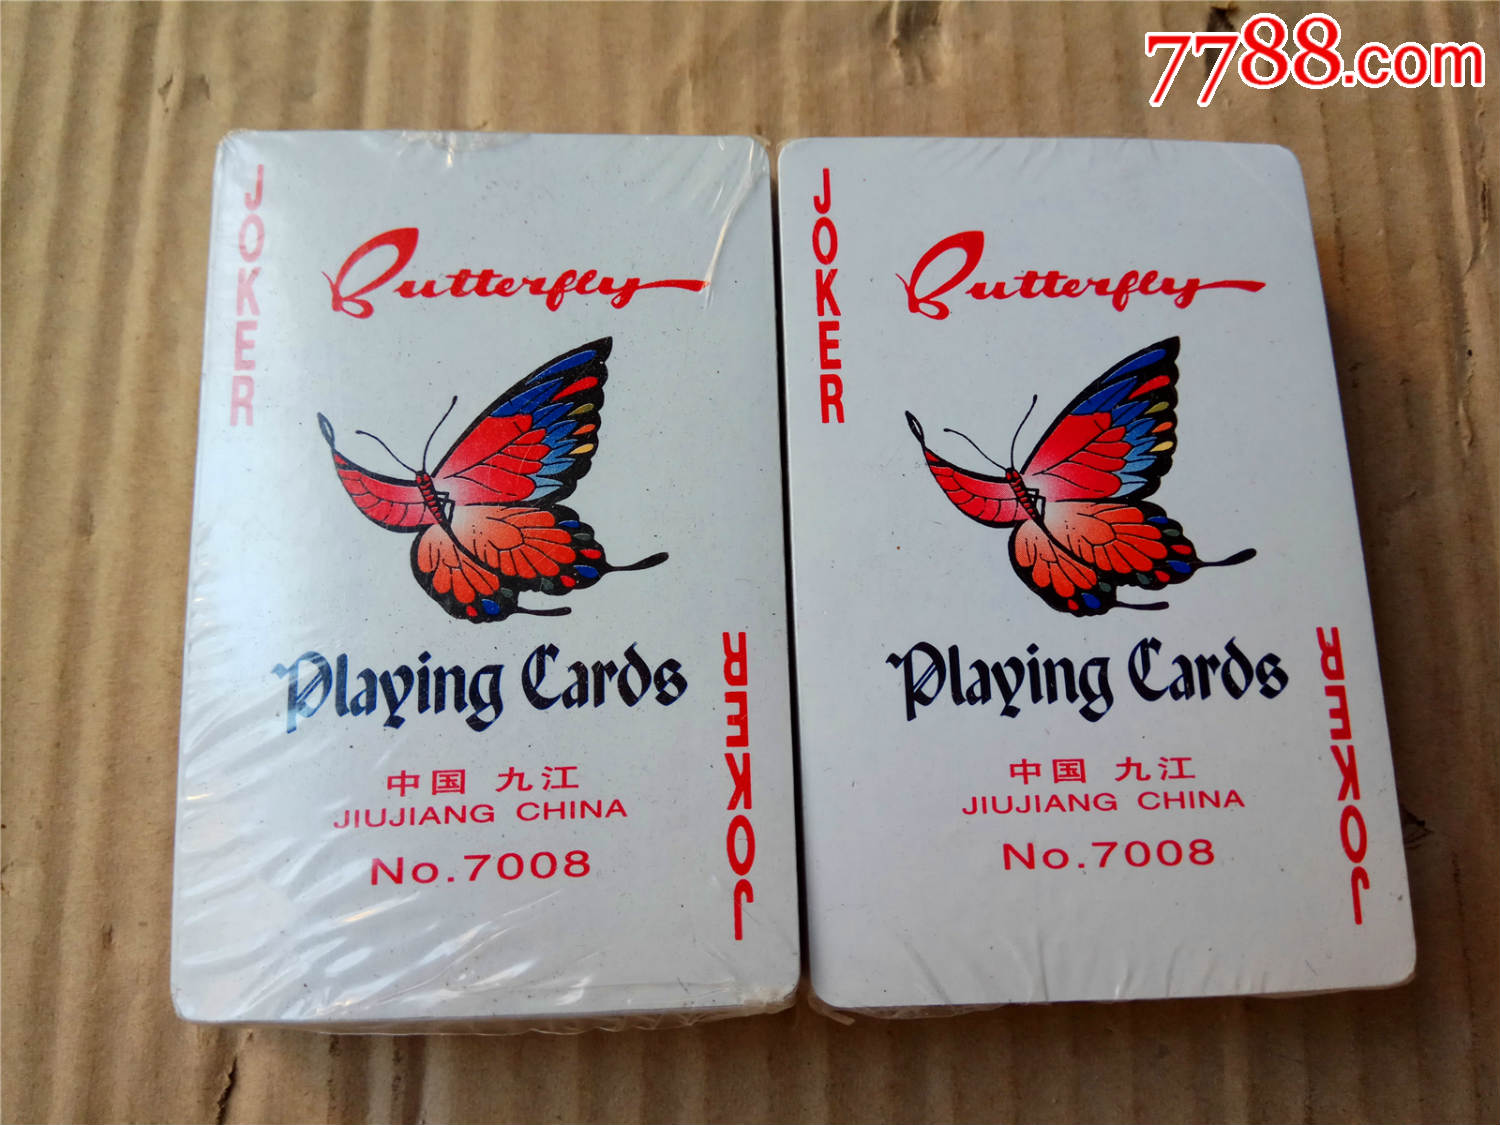 7788.com
JOKER
Butterfly
Playing Cards
中国 九江
JIUJIANG CHINA
No.7008
JOKER
JOKER
Butterfly
Playing Cards
中国 九江
JIUJIANG CHINA
No.7008
JOKER